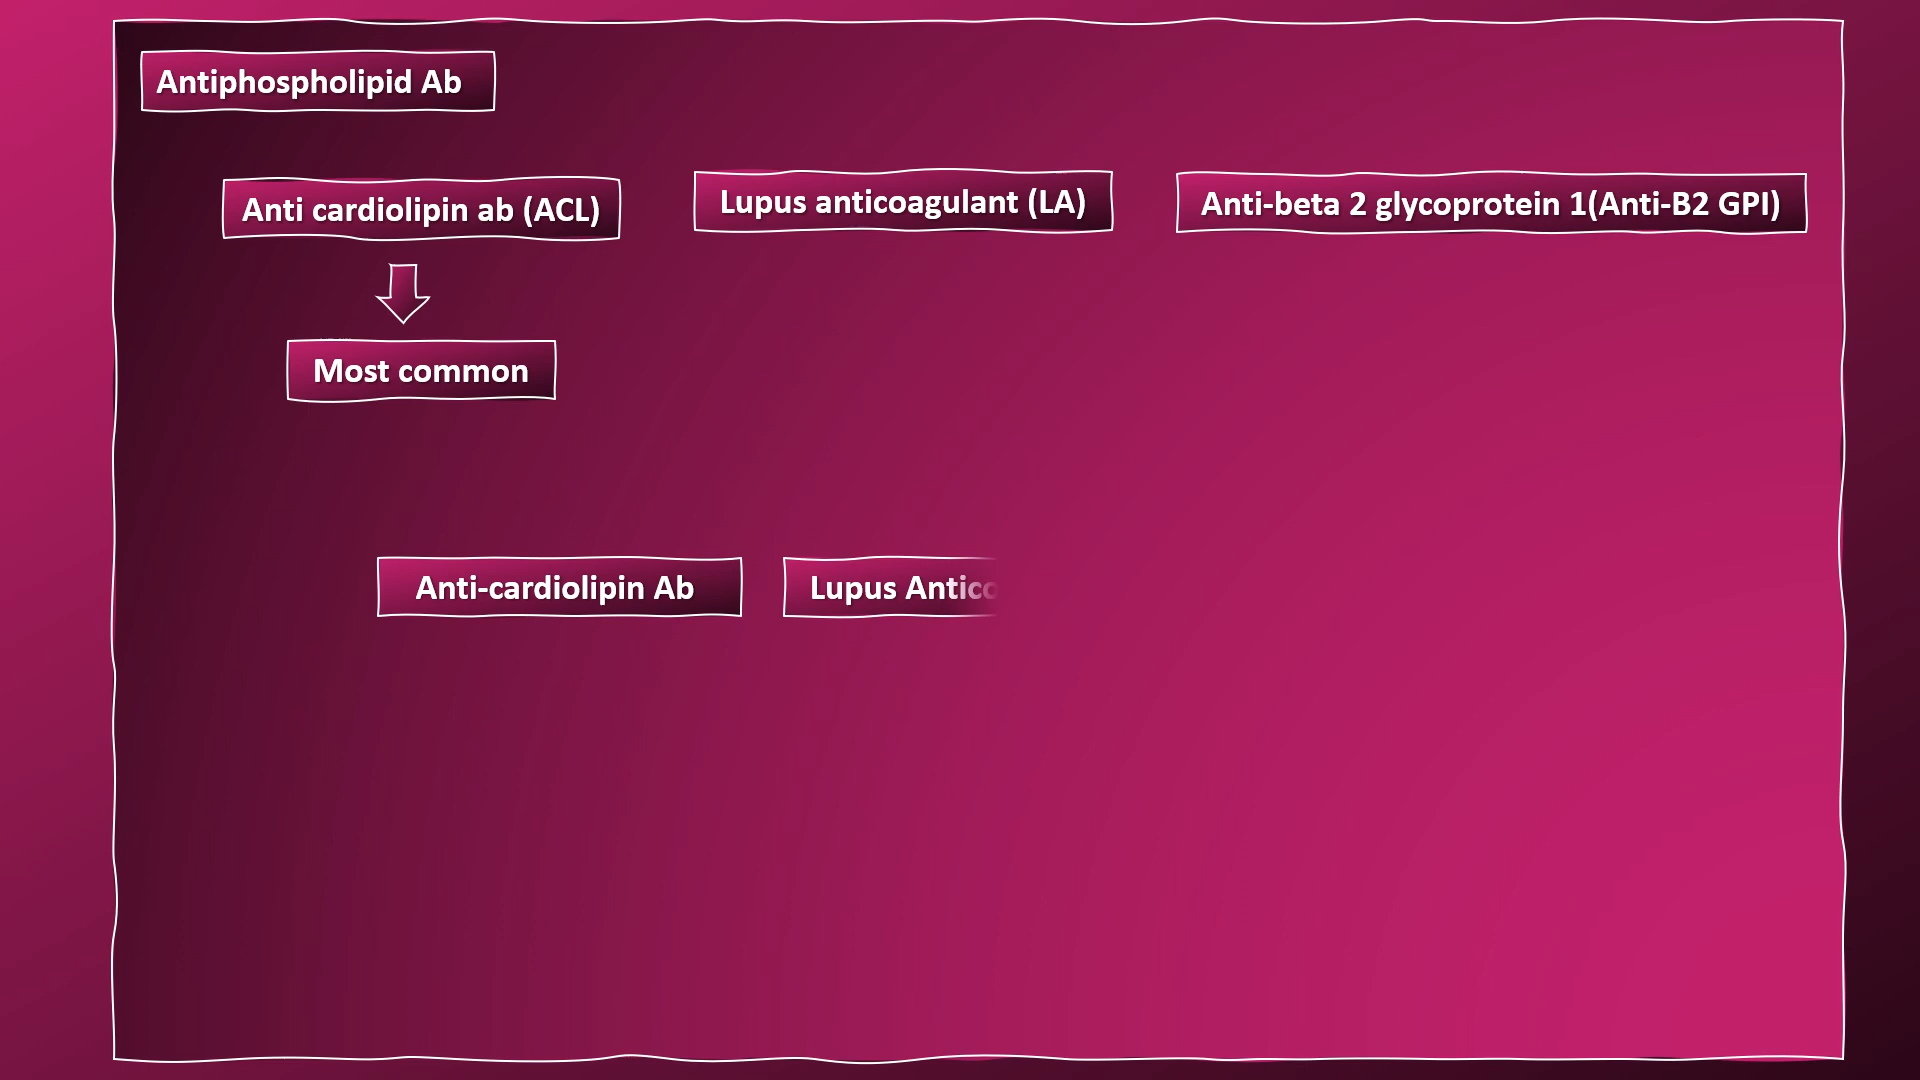 Antiphospholipid Ab
Anti cardiolipin ab (ACL)
Lupus anticoagulant (LA)
Anti-beta 2 glycoprotein 1(Anti-B2 GPI)
Most common
Anti-cardiolipin Ab
Lupus Antico